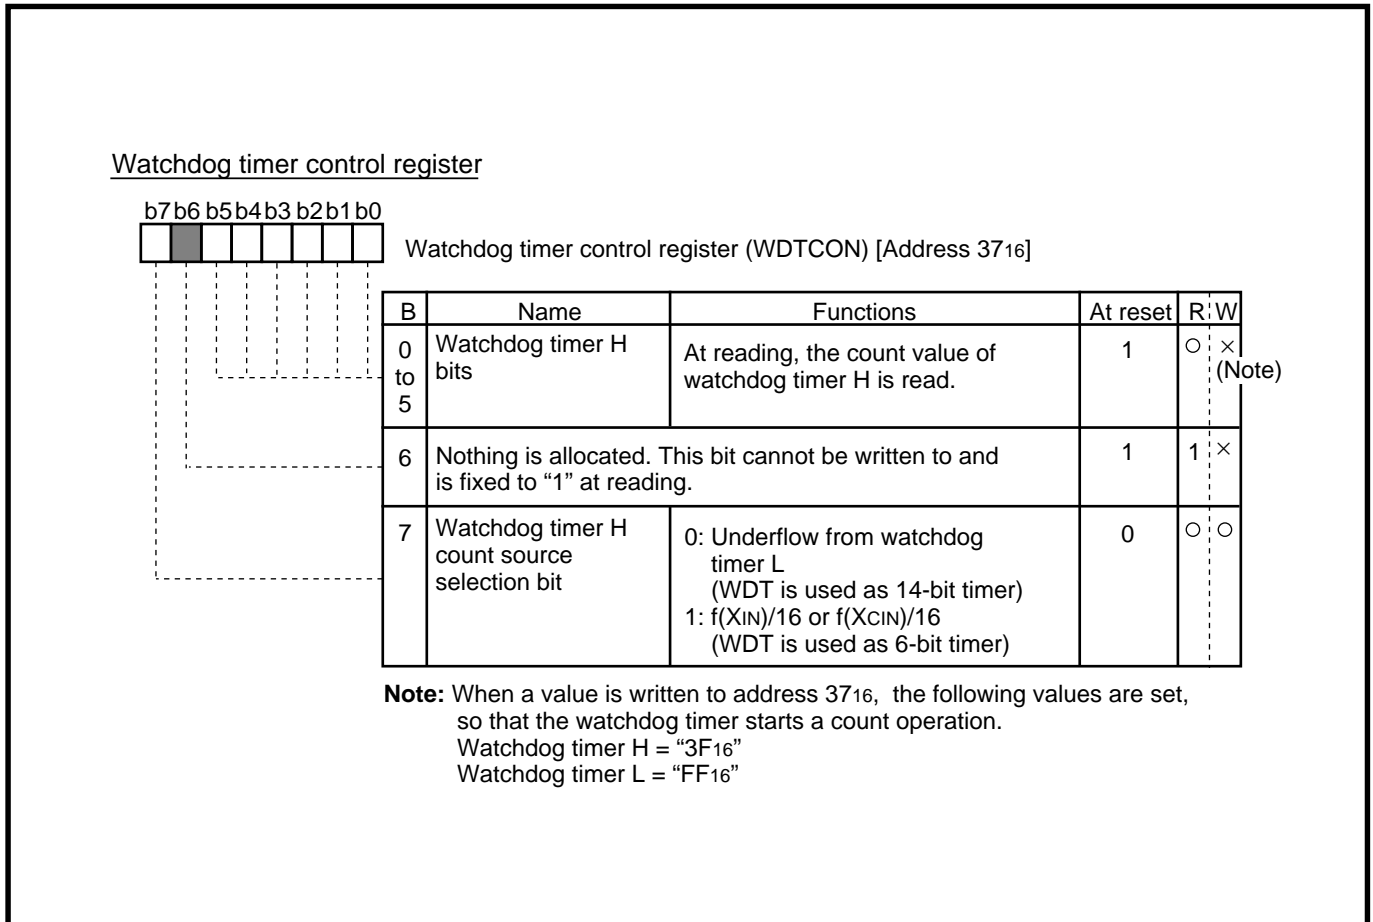 Watchdog timer control register
b7 b6 b5 b4 b3 b2 b1 b0
Watchdog timer control register (WDTCON) [Address 3716]
B Name Functions At reset R W
0 to 5 Watchdog timer H bits At reading, the count value of watchdog timer H is read. 1 ○ × (Note)
6 Nothing is allocated. This bit cannot be written to and is fixed to “1” at reading. 1 1 ×
7 Watchdog timer H count source selection bit 0: Underflow from watchdog timer L (WDT is used as 14-bit timer) 1: f(XIN)/16 or f(XCIN)/16 (WDT is used as 6-bit timer) 0 ○ ○
Note: When a value is written to address 3716, the following values are set,
so that the watchdog timer starts a count operation.
Watchdog timer H = “3F16”
Watchdog timer L = “FF16”